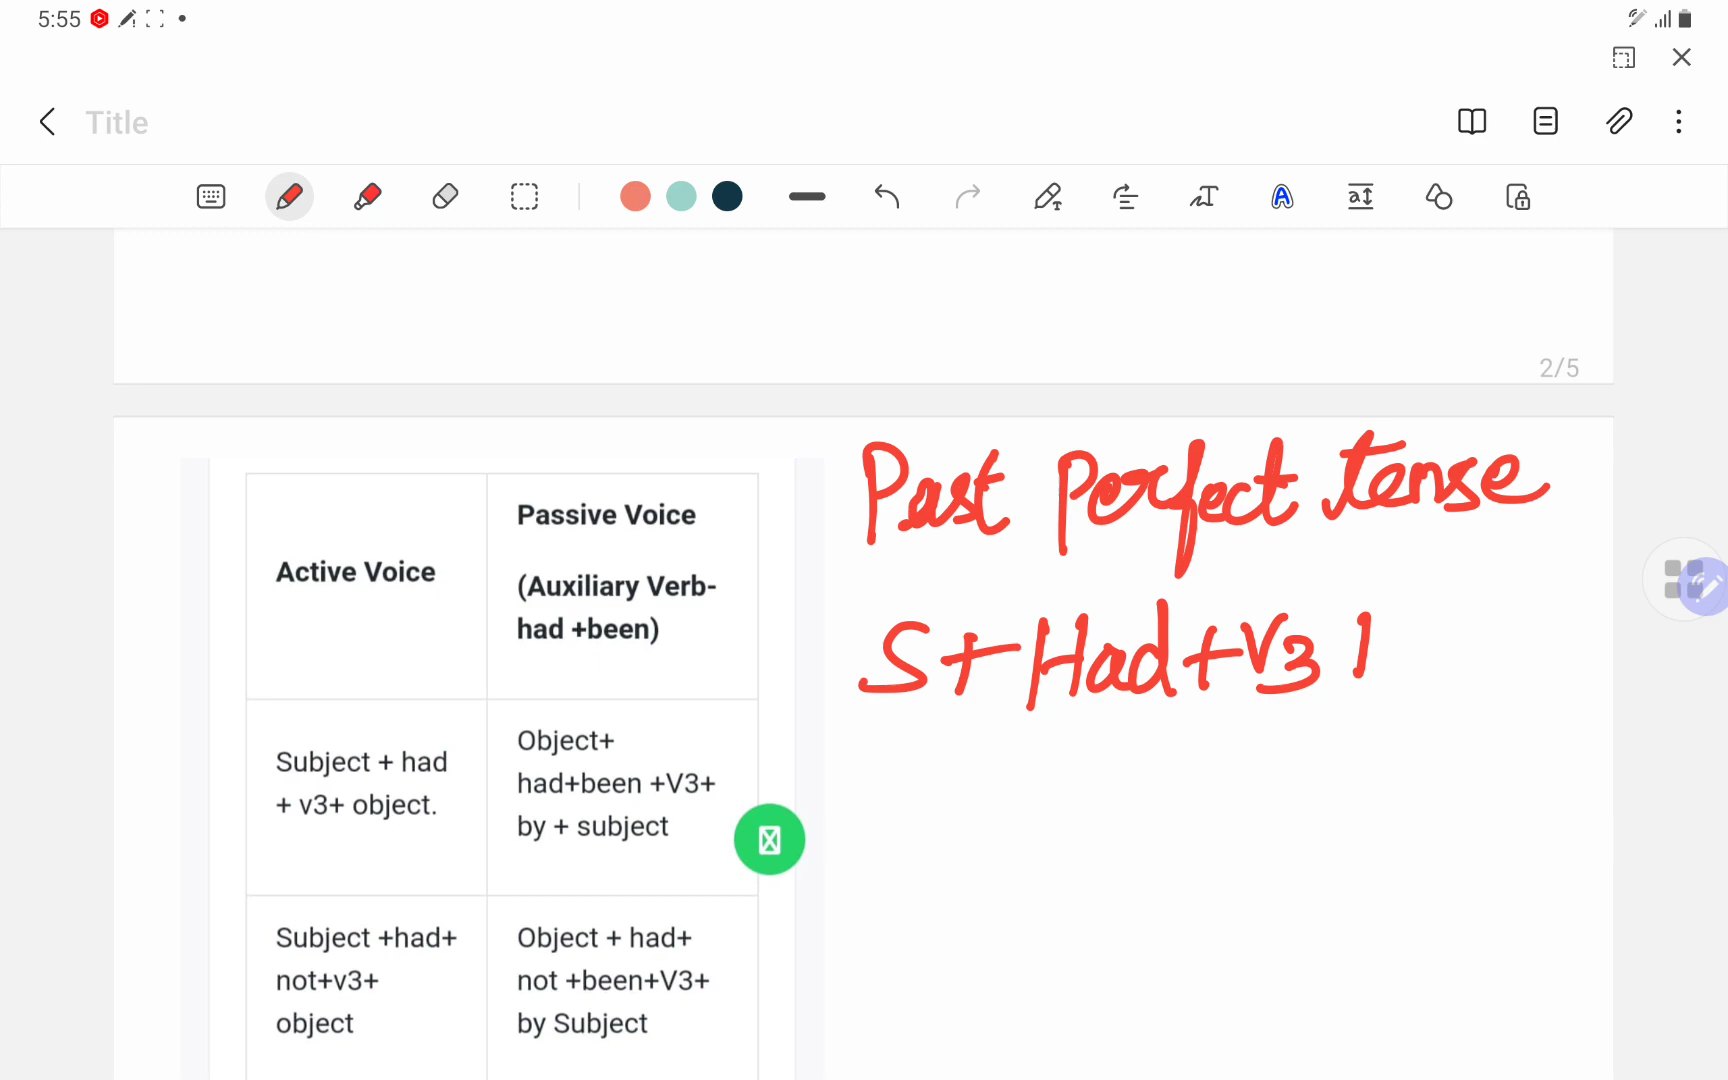 5:55
Title
2/5
Active Voice
Passive Voice
(Auxiliary Verb-
had +been)
Subject + had
+ v3+ object.
Object+
had+been +V3+
by + subject
Subject +had+
not+v3+
object
Object + had+
not +been+V3+
by Subject
Past Perfect tense
S+Had+V3 1